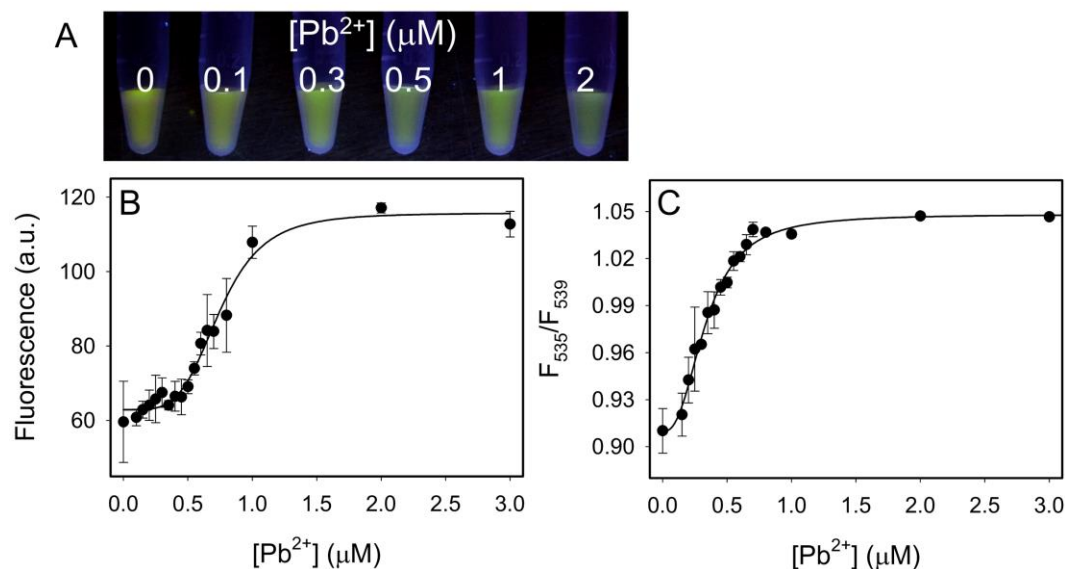 A
[Pb²⁺] (μM)
0 0.1 0.3 0.5 1 2
B
120
100
80
60
Fluorescence (a.u.)
0.0 0.5 1.0 1.5 2.0 2.5 3.0
[Pb²⁺] (μM)
C
1.05
1.02
0.99
0.96
0.93
0.90
F₅₃₅/F₅₃₉
0.0 0.5 1.0 1.5 2.0 2.5 3.0
[Pb²⁺] (μM)